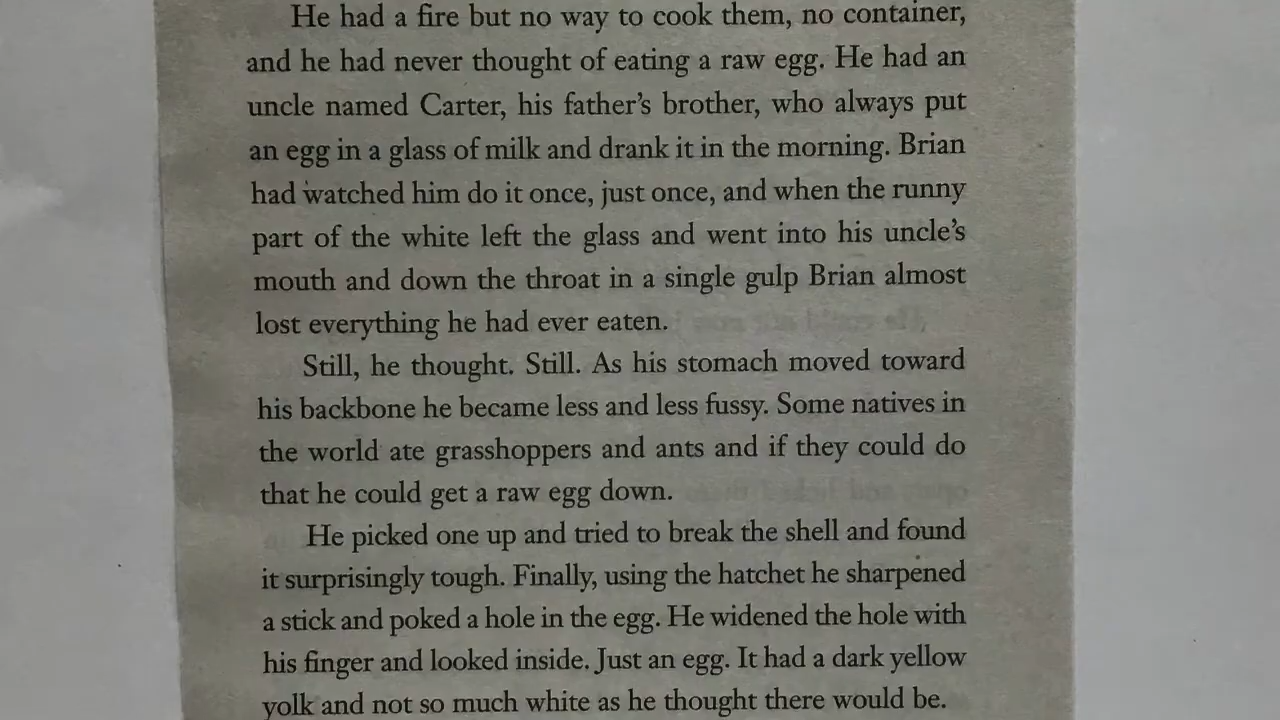 He had a fire but no way to cook them, no container,
and he had never thought of eating a raw egg. He had an
uncle named Carter, his father's brother, who always put
an egg in a glass of milk and drank it in the morning. Brian
had watched him do it once, just once, and when the runny
part of the white left the glass and went into his uncle's
mouth and down the throat in a single gulp Brian almost
lost everything he had ever eaten.
Still, he thought. Still. As his stomach moved toward
his backbone he became less and less fussy. Some natives in
the world ate grasshoppers and ants and if they could do
that he could get a raw egg down.
He picked one up and tried to break the shell and found
it surprisingly tough. Finally, using the hatchet he sharpened
a stick and poked a hole in the egg. He widened the hole with
his finger and looked inside. Just an egg. It had a dark yellow
yolk and not so much white as he thought there would be.